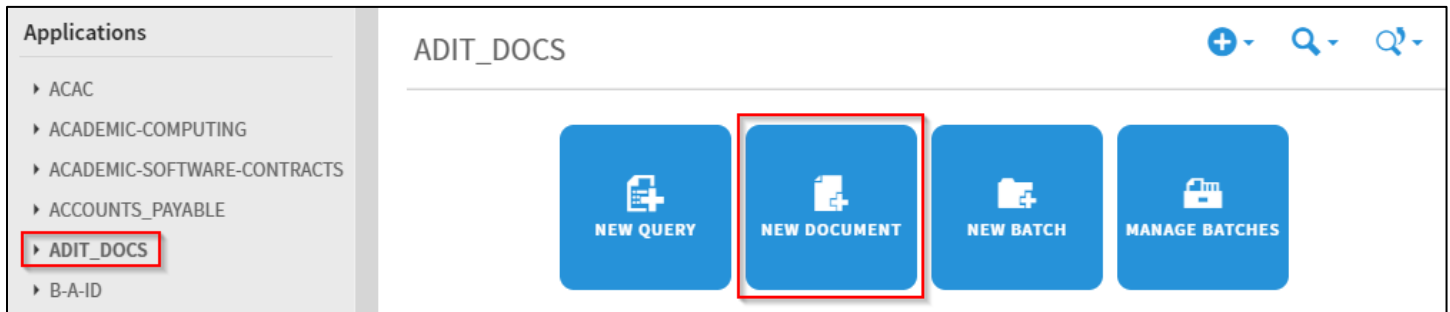 Applications
ACAC
ACADEMIC-COMPUTING
ACADEMIC-SOFTWARE-CONTRACTS
ACCOUNTS_PAYABLE
ADIT_DOCS
B-A-ID
ADIT_DOCS
NEW QUERY
NEW DOCUMENT
NEW BATCH
MANAGE BATCHES